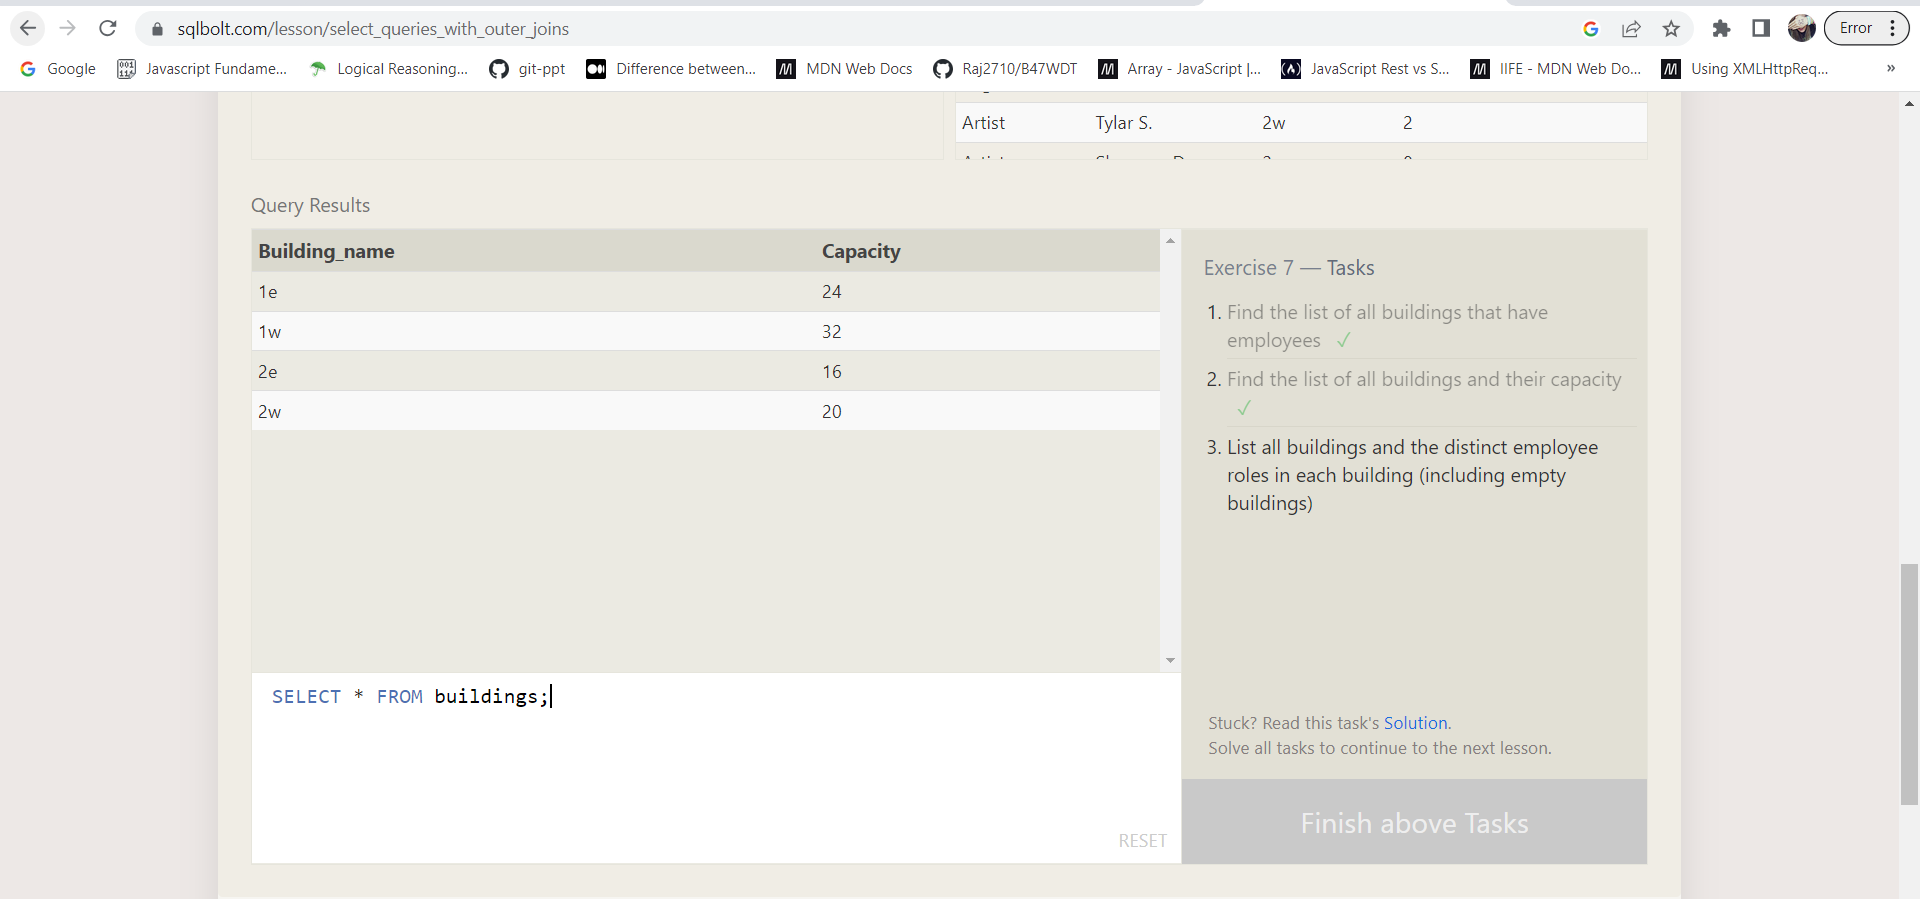 sqlbolt.com/lesson/select_queries_with_outer_joins
Error
Google
Javascript Fundame...
Logical Reasoning...
git-ppt
Difference between...
MDN Web Docs
Raj2710/B47WDT
Array - JavaScript |...
JavaScript Rest vs S...
IIFE - MDN Web Do...
Using XMLHttpReq...
»
Artist Tylar S. 2w 2
Query Results
Building_name Capacity
1e 24
1w 32
2e 16
2w 20
Exercise 7 — Tasks
1. Find the list of all buildings that have
employees ✓
2. Find the list of all buildings and their capacity
✓
3. List all buildings and the distinct employee
roles in each building (including empty
buildings)
SELECT * FROM buildings;
RESET
Stuck? Read this task's Solution.
Solve all tasks to continue to the next lesson.
Finish above Tasks